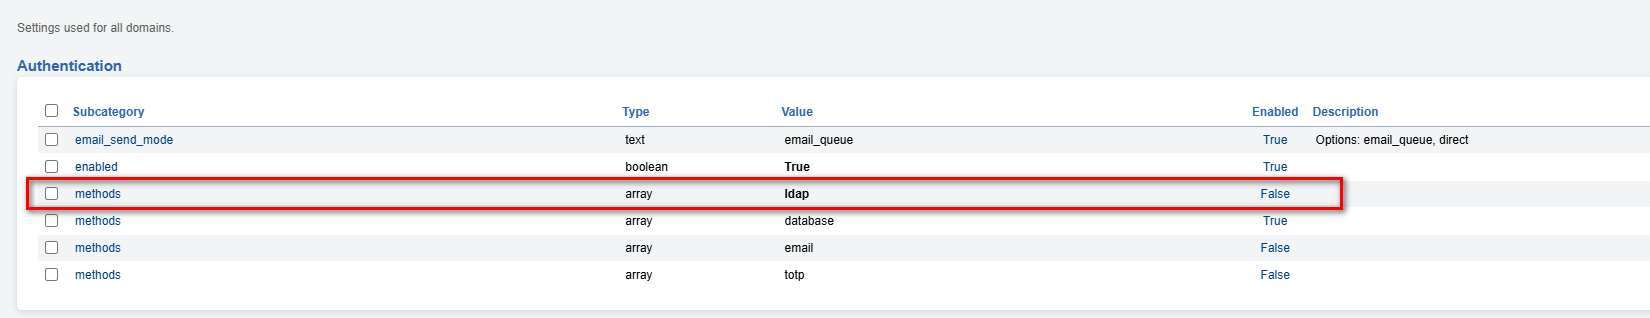 Settings used for all domains.
Authentication
Subcategory Type Value Enabled Description
email_send_mode text email_queue True Options: email_queue, direct
enabled boolean True True
methods array ldap False
methods array database True
methods array email False
methods array totp False